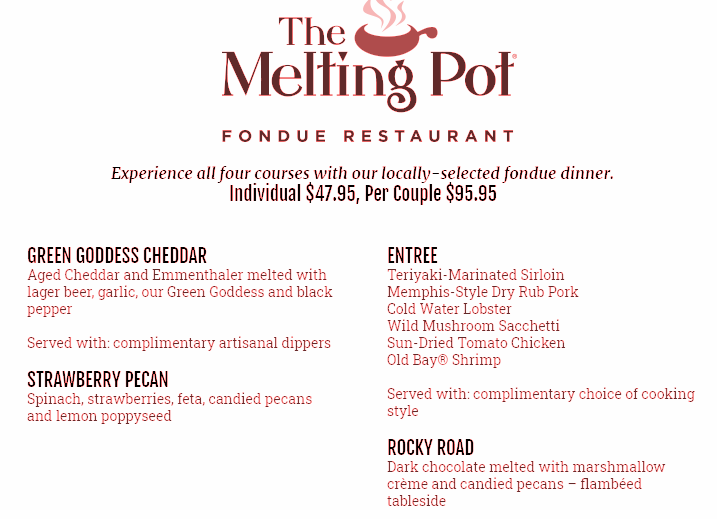 The
Melting Pot®
FONDUE RESTAURANT
Experience all four courses with our locally-selected fondue dinner.
Individual $47.95, Per Couple $95.95
GREEN GODDESS CHEDDAR
Aged Cheddar and Emmenthaler melted with
lager beer, garlic, our Green Goddess and black
pepper
Served with: complimentary artisanal dippers
STRAWBERRY PECAN
Spinach, strawberries, feta, candied pecans
and lemon poppyseed
ENTREE
Teriyaki-Marinated Sirloin
Memphis-Style Dry Rub Pork
Cold Water Lobster
Wild Mushroom Sacchetti
Sun-Dried Tomato Chicken
Old Bay® Shrimp
Served with: complimentary choice of cooking
style
ROCKY ROAD
Dark chocolate melted with marshmallow
crème and candied pecans – flambéed
tableside